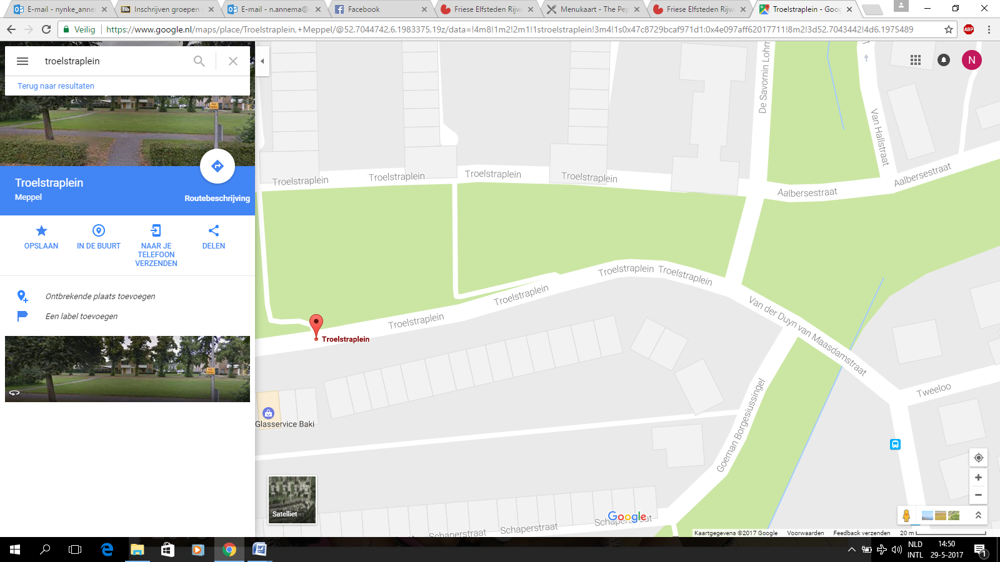 E-mail - nynke_anne
Inschrijven groepen
E-mail - n.annema@
Facebook
Friese Elfsteden Rijw
Menukaart - The Pep
Friese Elfsteden Rijw
Troelstraplein - Goog
Veilig
https://www.google.nl/maps/place/Troelstraplein,+Meppel/@52.7044742,6.1983375,19z/data=!4m8!1m2!2m1!1stroelstraplein!3m4!1s0x47c8729bcaf971d1:0x4e097aff62017711!8m2!3d52.7043442!4d6.1975489
ABP
troelstraplein
Terug naar resultaten
Troelstraplein
Meppel
Routebeschrijving
OPSLAAN
IN DE BUURT
NAAR JE
TELEFOON
VERZENDEN
DELEN
Ontbrekende plaats toevoegen
Een label toevoegen
N
De Savornin Lohm
Van Hallstraat
Troelstraplein
Troelstraplein
Troelstraplein
Troelstraplein
Aalbersestraat
Aalbersestraat
Troelstraplein
Troelstraplein
Troelstraplein
Troelstraplein
Troelstraplein
Van der Duyn van Maasdamstraat
Tweeloo
Goeman Borgesiussingel
Glasservice Baki
Schaperstraat
Schaperstraat
Schaperstraat
Satelliet
Google
Kaartgegevens ©2017 Google
Voorwaarden
Feedback verzenden
20 m
NLD
INTL
14:50
29-5-2017
1